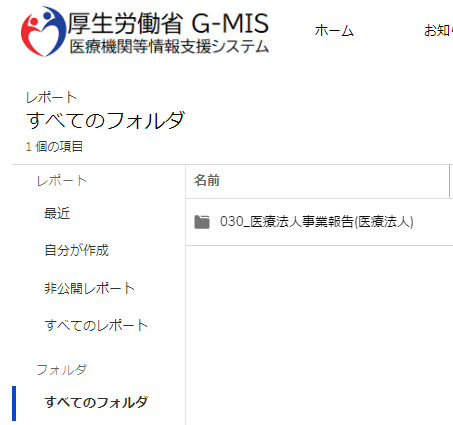 厚生労働省 G-MIS
医療機関等情報支援システム
ホーム
お知
レポート
すべてのフォルダ
1 個の項目
レポート
名前
最近
030_医療法人事業報告(医療法人)
自分が作成
非公開レポート
すべてのレポート
フォルダ
すべてのフォルダ